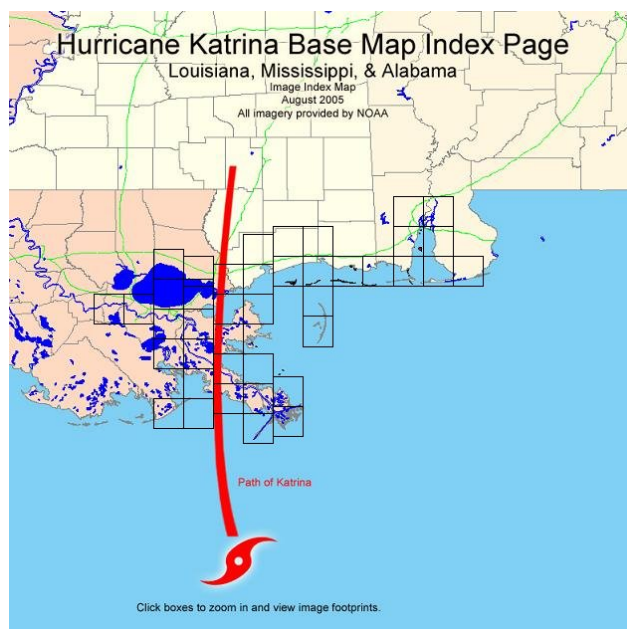 Hurricane Katrina Base Map Index Page
Louisiana, Mississippi, & Alabama
Image Index Map
August 2005
All imagery provided by NOAA
Path of Katrina
Click boxes to zoom in and view image footprints.